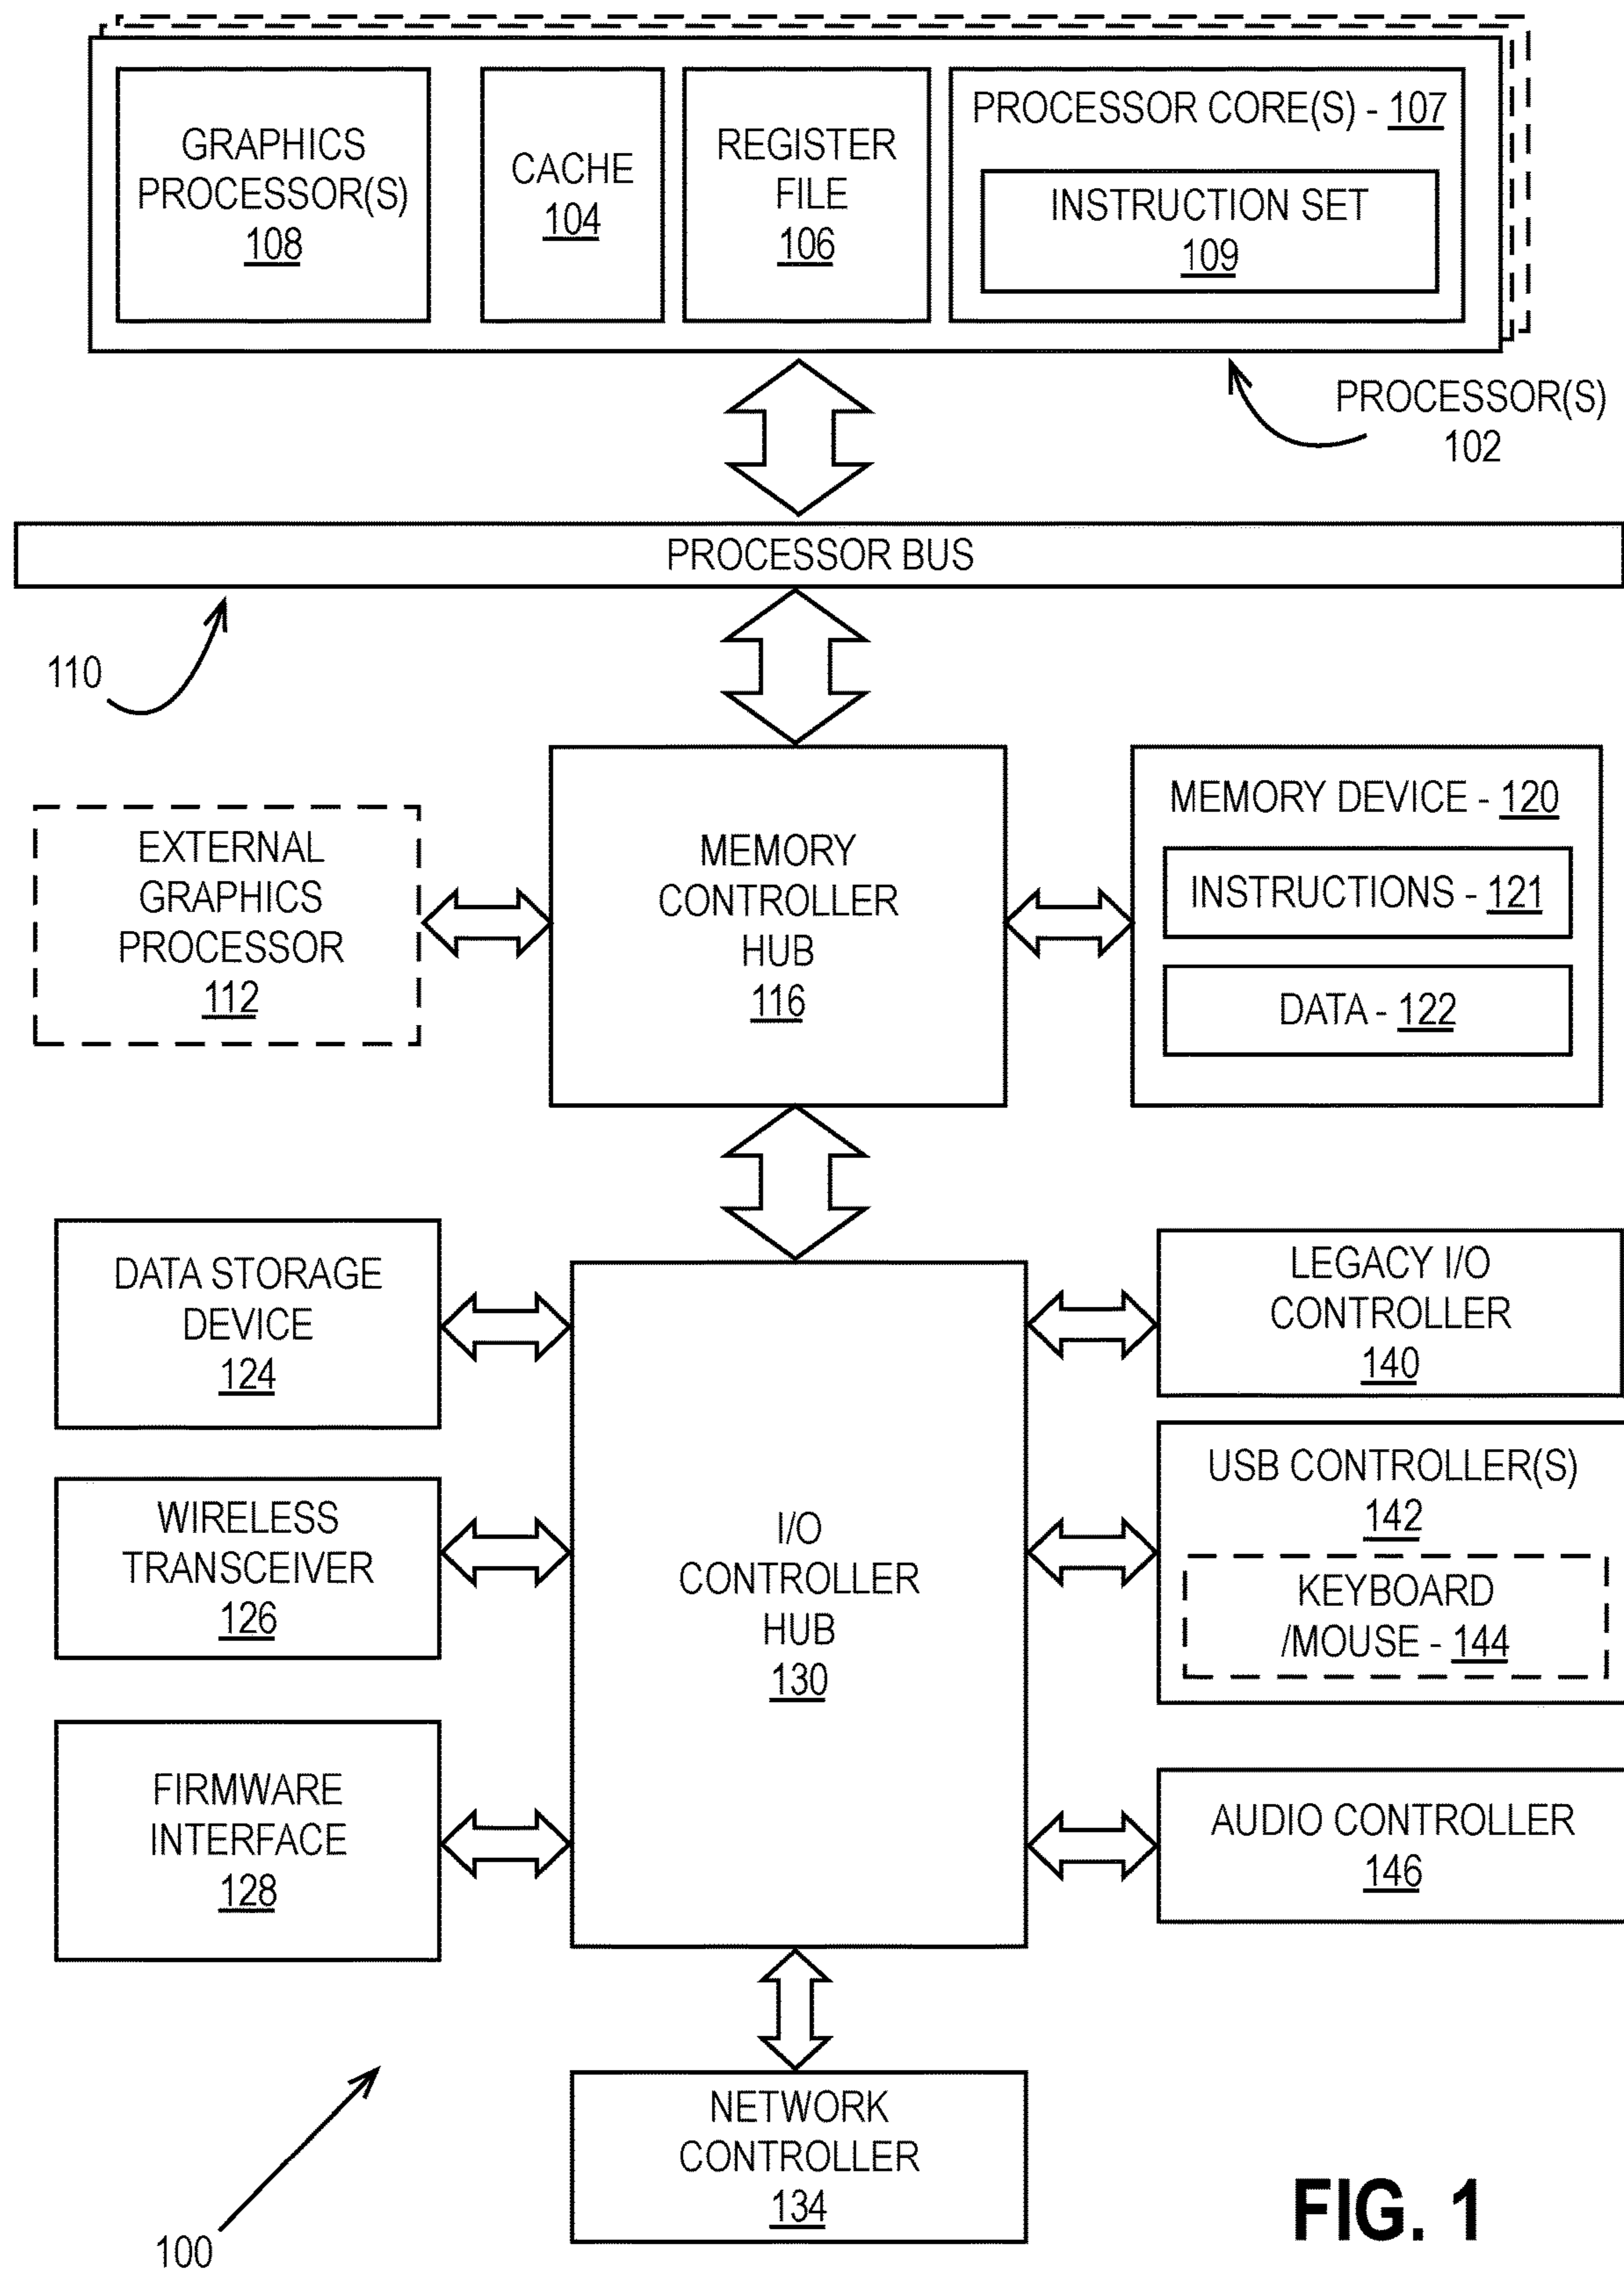 GRAPHICS
PROCESSOR(S)
108
CACHE
104
REGISTER
FILE
106
PROCESSOR CORE(S) - 107
INSTRUCTION SET
109
PROCESSOR(S)
102
PROCESSOR BUS
110
EXTERNAL
GRAPHICS
PROCESSOR
112
MEMORY
CONTROLLER
HUB
116
MEMORY DEVICE - 120
INSTRUCTIONS - 121
DATA - 122
DATA STORAGE
DEVICE
124
WIRELESS
TRANSCEIVER
126
FIRMWARE
INTERFACE
128
I/O
CONTROLLER
HUB
130
LEGACY I/O
CONTROLLER
140
USB CONTROLLER(S)
142
KEYBOARD
/MOUSE - 144
AUDIO CONTROLLER
146
NETWORK
CONTROLLER
134
100
FIG. 1